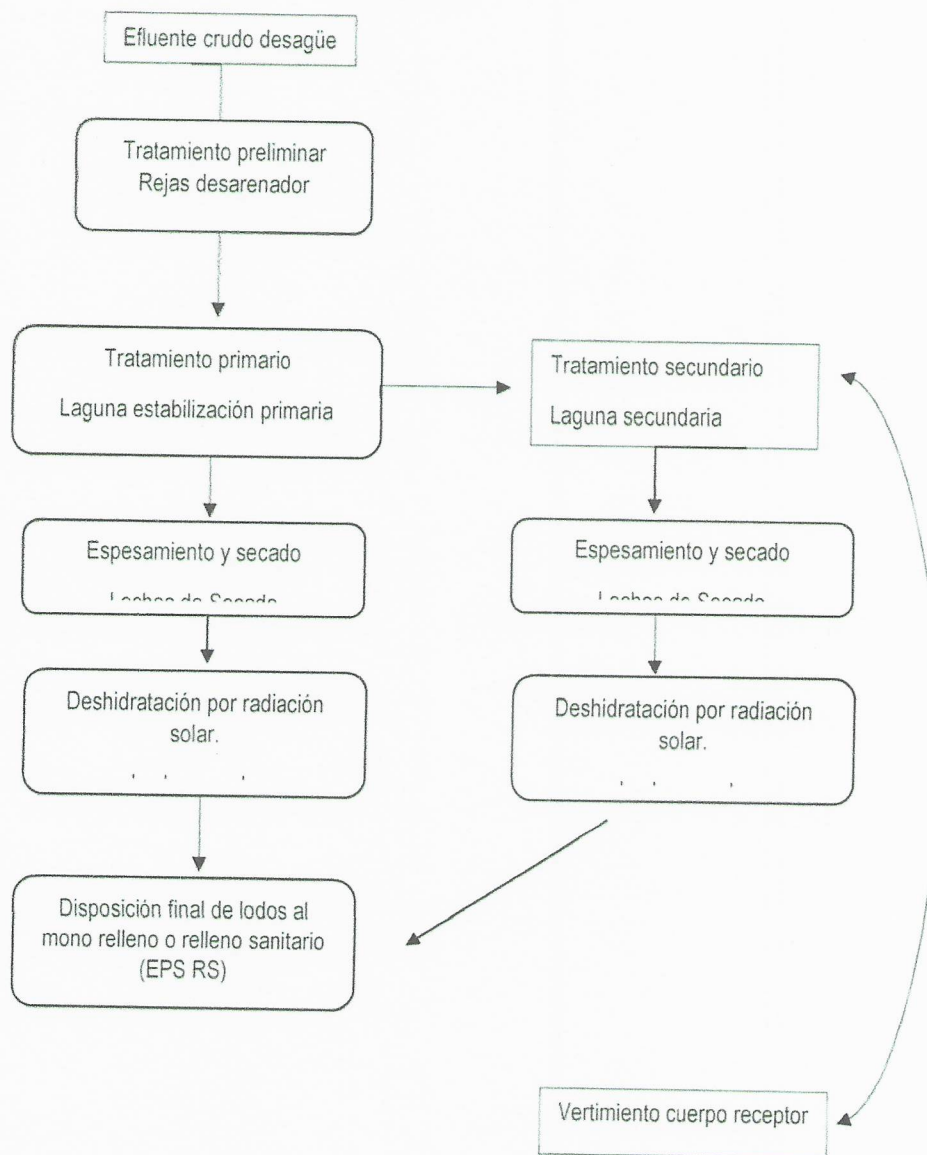 Efluente crudo desagüe
Tratamiento preliminar
Rejas desarenador
Tratamiento primario
Laguna estabilización primaria
Tratamiento secundario
Laguna secundaria
Espesamiento y secado
Espesamiento y secado
Deshidratación por radiación
solar.
Deshidratación por radiación
solar.
Disposición final de lodos al
mono relleno o relleno sanitario
(EPS RS)
Vertimiento cuerpo receptor